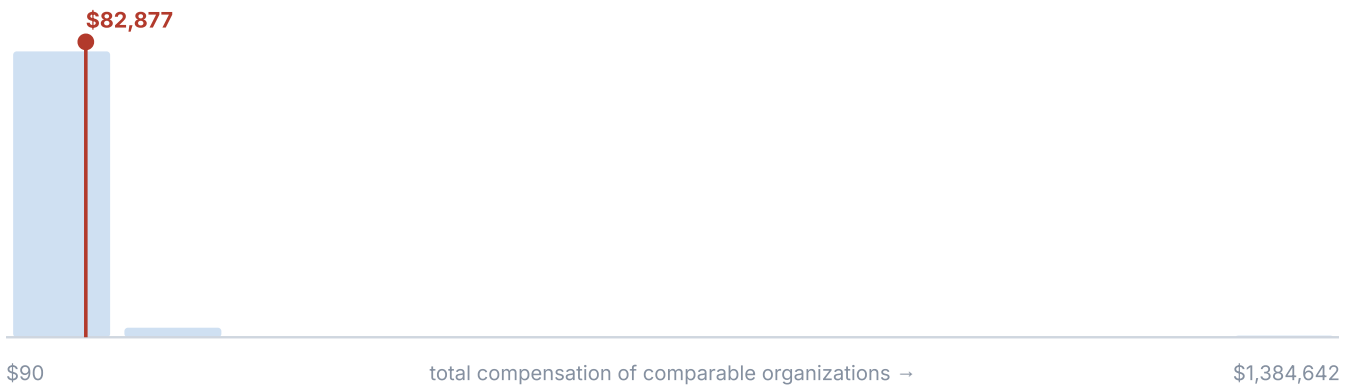 $82,877
$90
total compensation of comparable organizations →
$1,384,642